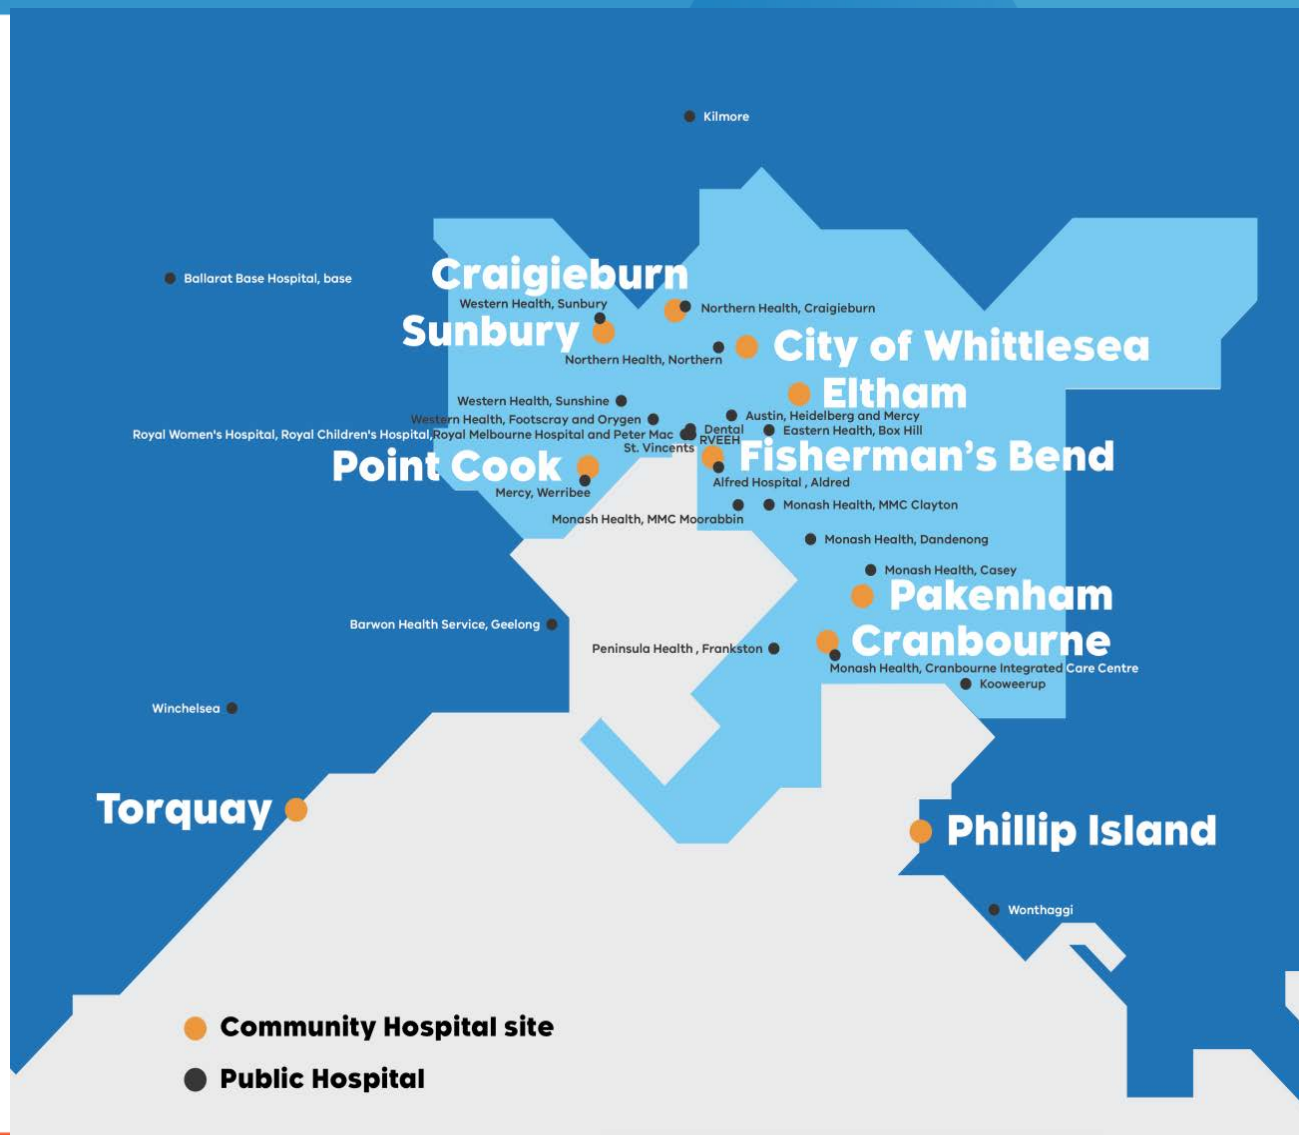 Kilmore
Ballarat Base Hospital, base
Craigieburn
Western Health, Sunbury
Northern Health, Craigieburn
Sunbury
City of Whittlesea
Northern Health, Northern
Eltham
Western Health, Sunshine
Austin, Heidelberg and Mercy
Western Health, Footscray and Orygen
Dental
Eastern Health, Box Hill
Royal Women's Hospital, Royal Children's Hospital,Royal Melbourne Hospital and Peter Mac
RVEEH
St. Vincents
Fisherman's Bend
Point Cook
Alfred Hospital , Aldred
Mercy, Werribee
Monash Health, MMC Clayton
Monash Health, MMC Moorabbin
Monash Health, Dandenong
Monash Health, Casey
Pakenham
Barwon Health Service, Geelong
Cranbourne
Peninsula Health , Frankston
Monash Health, Cranbourne Integrated Care Centre
Kooweerup
Winchelsea
Torquay
Phillip Island
Wonthaggi
Community Hospital site
Public Hospital